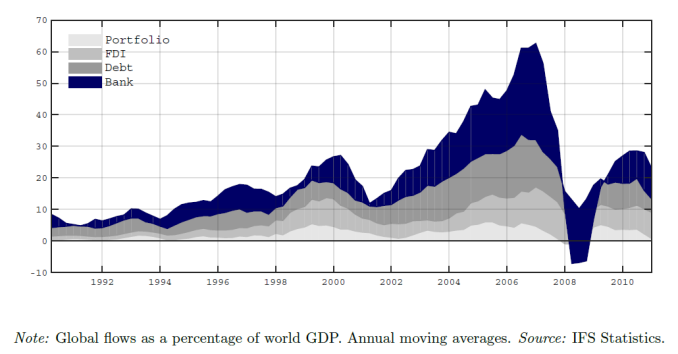 70
60
50
40
30
20
10
0
-10
Portfolio
FDI
Debt
Bank
1992 1994 1996 1998 2000 2002 2004 2006 2008 2010
Note: Global flows as a percentage of world GDP. Annual moving averages. Source: IFS Statistics.